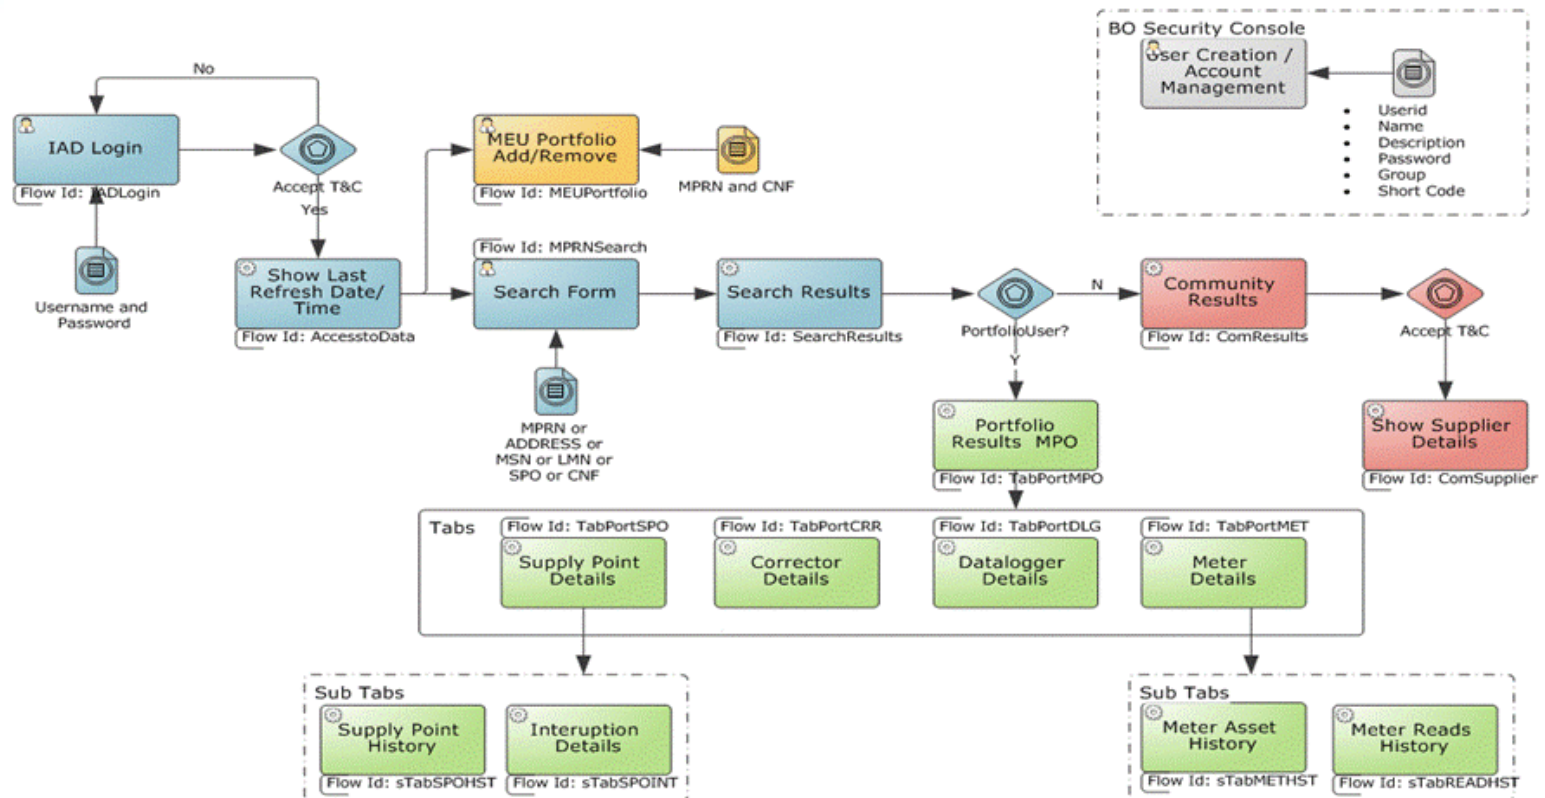 BO Security Console
User Creation /
Account
Management
Userid
Name
Description
Password
Group
Short Code
No
IAD Login
Flow Id: IADLogin
Accept T&C
Yes
MEU Portfolio
Add/Remove
Flow Id: MEUPortfolio
MPRN and CNF
Username and
Password
Show Last
Refresh Date/
Time
Flow Id: AccesstoData
Flow Id: MPRNSearch
Search Form
MPRN or
ADDRESS or
MSN or LMN or
SPO or CNF
Search Results
Flow Id: SearchResults
PortfolioUser?
N
Y
Community
Results
Flow Id: ComResults
Accept T&C
Portfolio
Results MPO
Flow Id: TabPortMPO
Show Supplier
Details
Flow Id: ComSupplier
Tabs
Flow Id: TabPortSPO
Supply Point
Details
Flow Id: TabPortCRR
Corrector
Details
Flow Id: TabPortDLG
Datalogger
Details
Flow Id: TabPortMET
Meter
Details
Sub Tabs
Supply Point
History
Flow Id: sTabSPOHST
Interuption
Details
Flow Id: sTabSPOINT
Sub Tabs
Meter Asset
History
Flow Id: sTabMETHST
Meter Reads
History
Flow Id: sTabREADHST